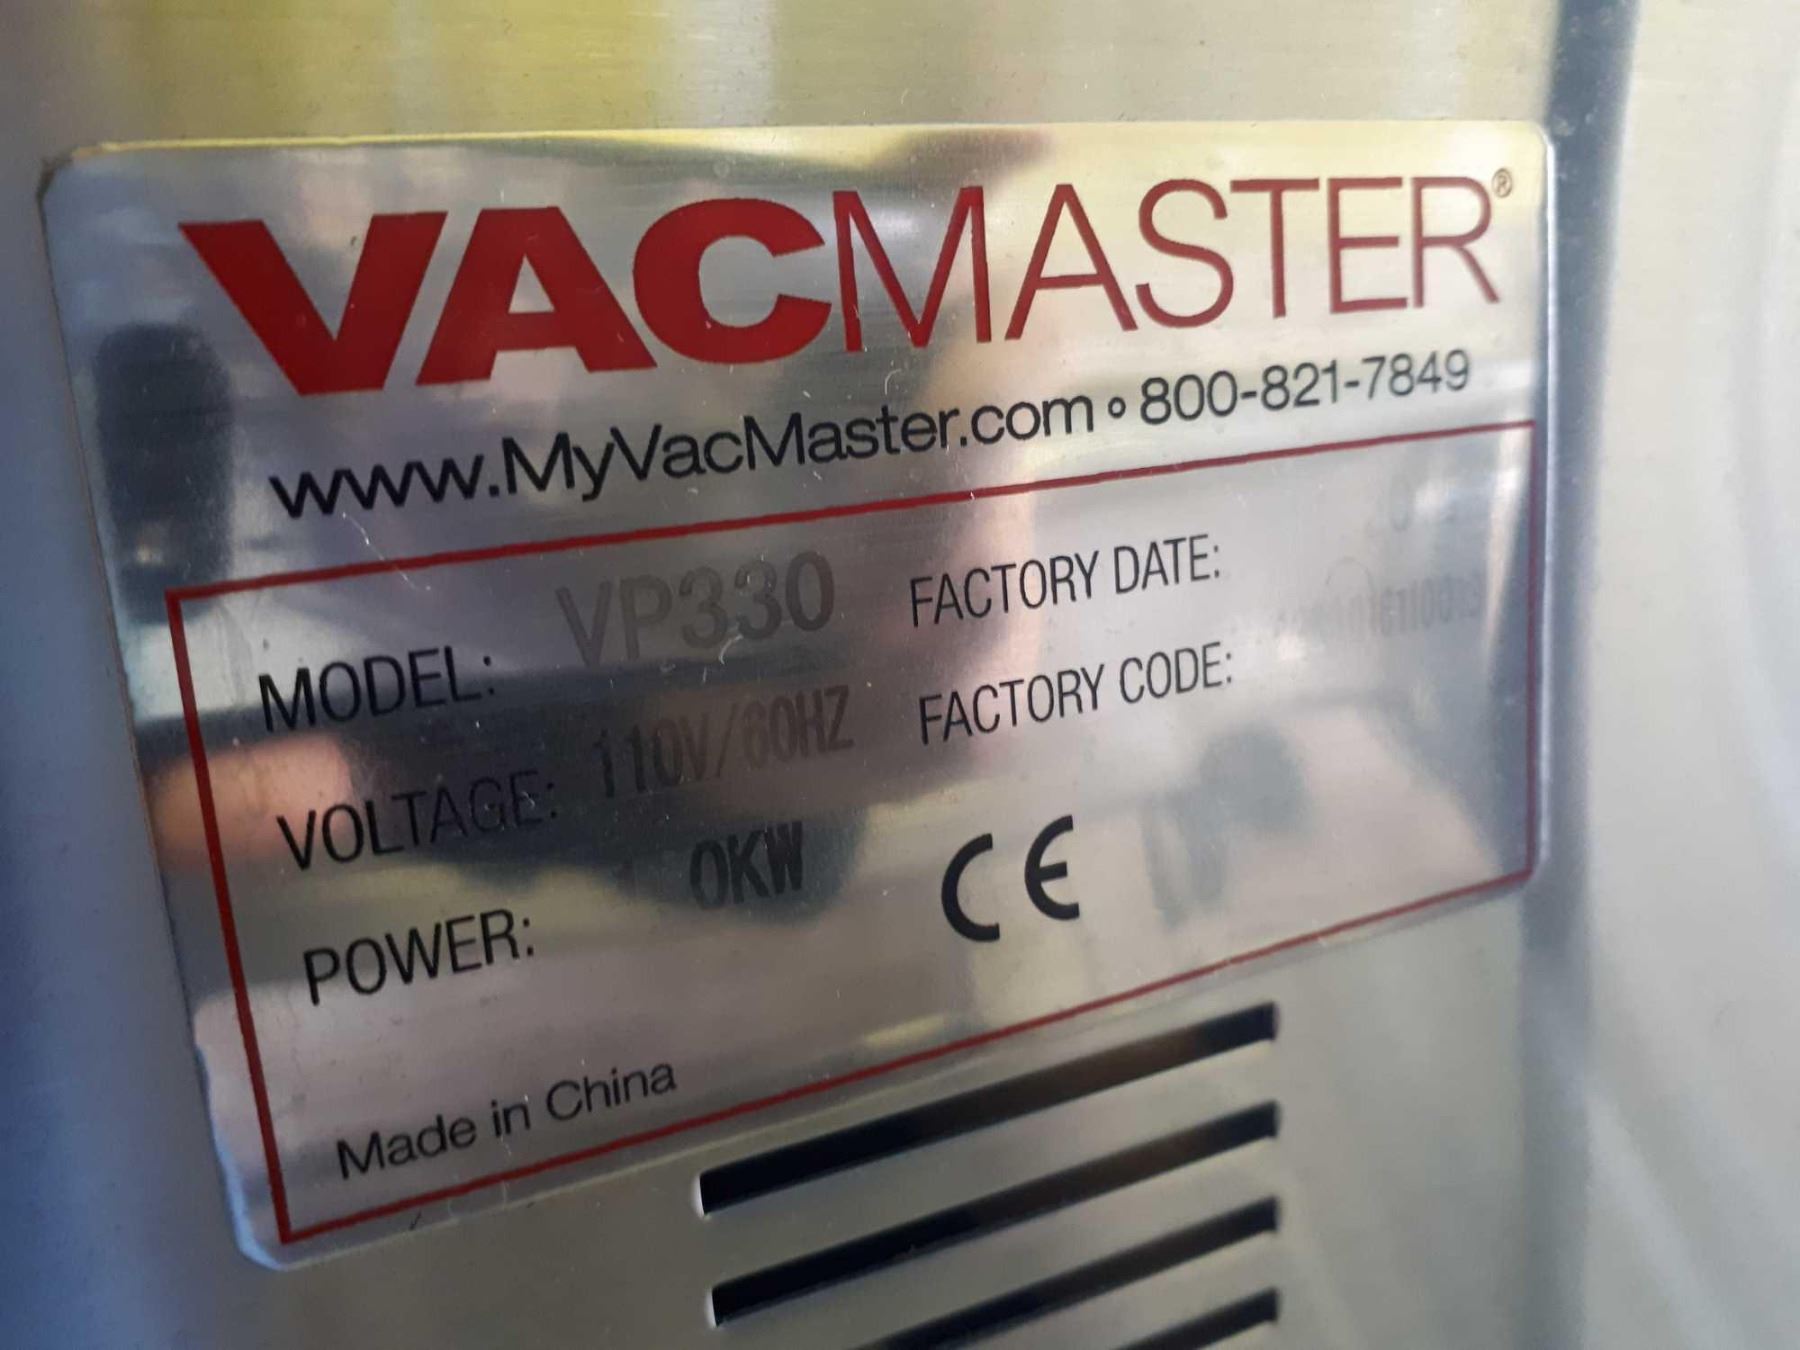 VACMASTER®
www.MyVacMaster.com • 800-821-7849
MODEL: VP330 FACTORY DATE:
VOLTAGE: 110V/60HZ FACTORY CODE:
POWER: 0KW CE
Made in China